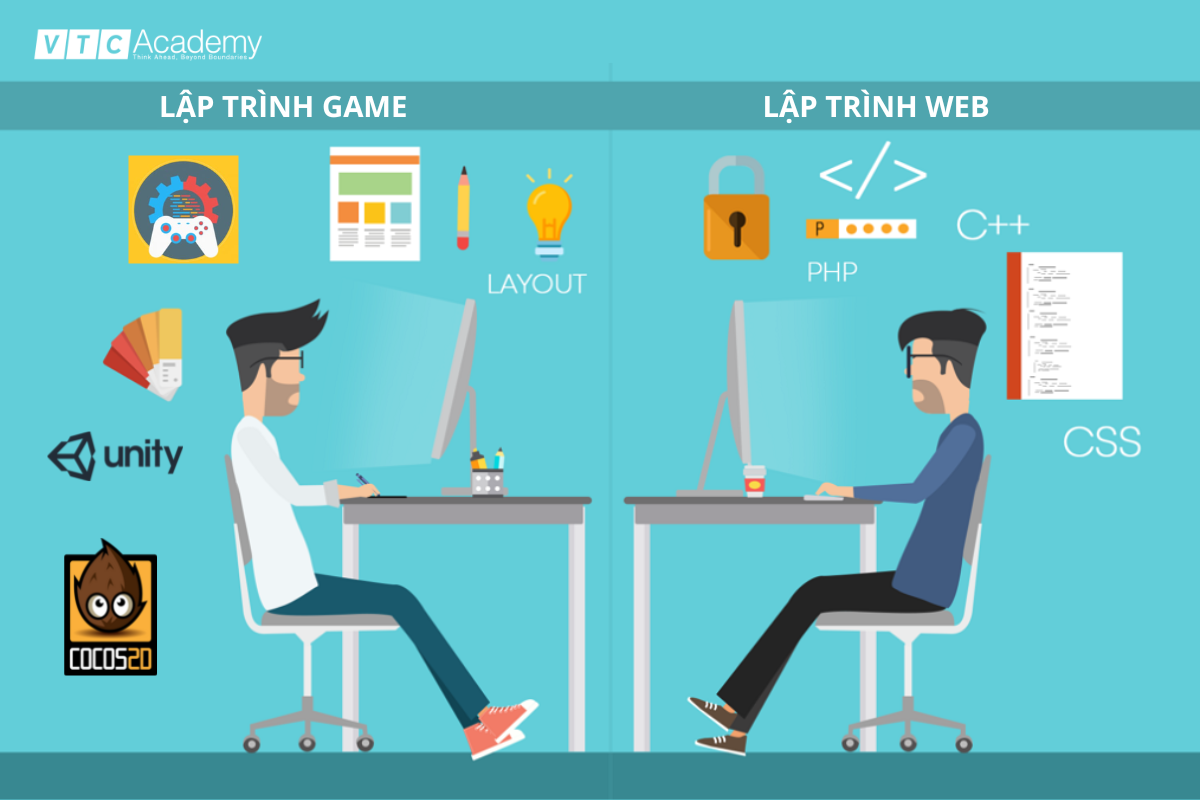 VTC Academy
Think Ahead, Beyond Boundaries
LẬP TRÌNH GAME
LẬP TRÌNH WEB
LAYOUT
P
PHP
</>
C++
CSS
unity
COCOS2D